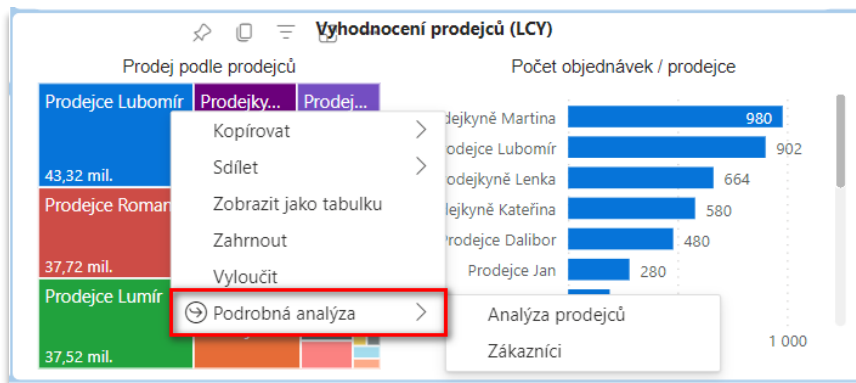 Vyhodnocení prodejců (LCY)
Prodej podle prodejců
Počet objednávek / prodejce
Prodejce Lubomír
Prodejky...
Prodej...
43,32 mil.
Prodejce Roman
37,72 mil.
Prodejce Lumír
37,52 mil.
Kopírovat
Sdílet
Zobrazit jako tabulku
Zahrnout
Vyloučit
Podrobná analýza
Analýza prodejců
Zákazníci
dejkyně Martina 980
odejce Lubomír 902
odejkyně Lenka 664
ejkyně Kateřina 580
rodejce Dalibor 480
Prodejce Jan 280
1 000